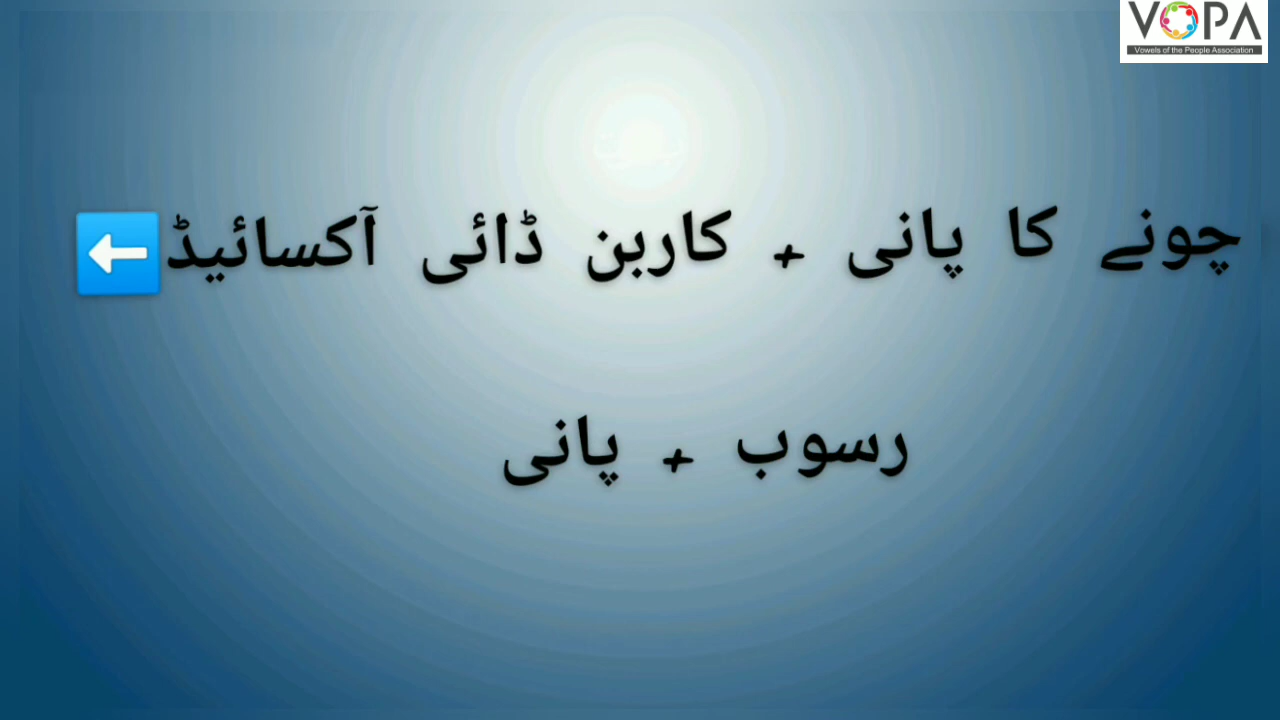 VOPA
Vowels of the People Association
چونے کا پانی + کاربن ڈائی آکسائیڈ ⬅️
رسوب + پانی